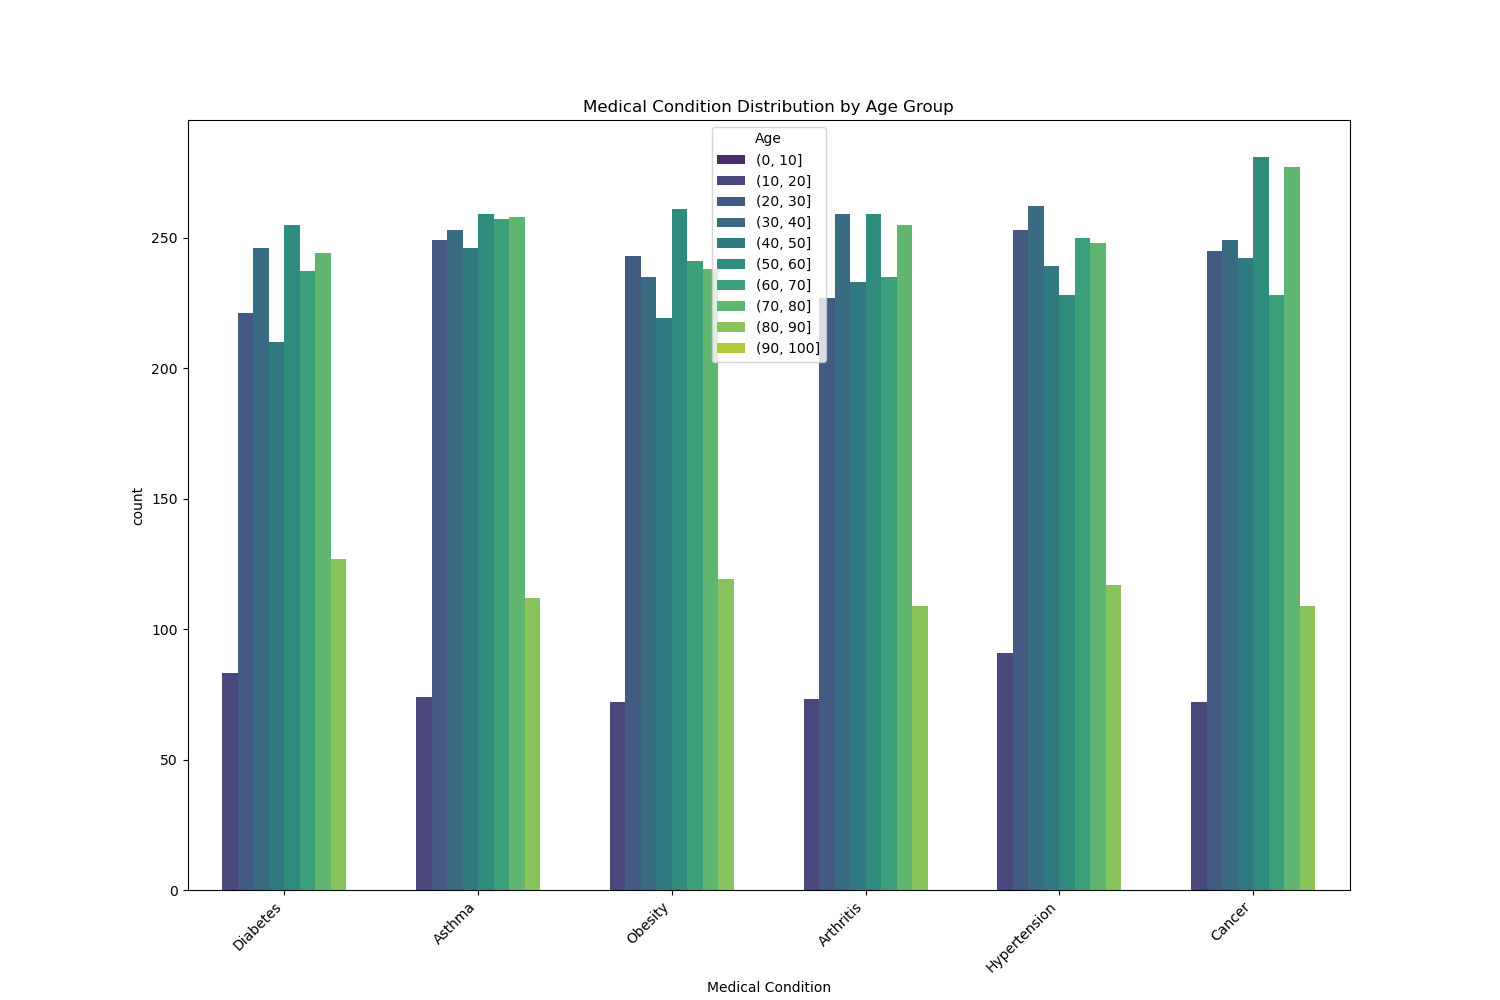 Medical Condition Distribution by Age Group
Age
(0, 10]
(10, 20]
(20, 30]
(30, 40]
(40, 50]
(50, 60]
(60, 70]
(70, 80]
(80, 90]
(90, 100]
count
250
200
150
100
50
0
Diabetes
Asthma
Obesity
Arthritis
Hypertension
Cancer
Medical Condition